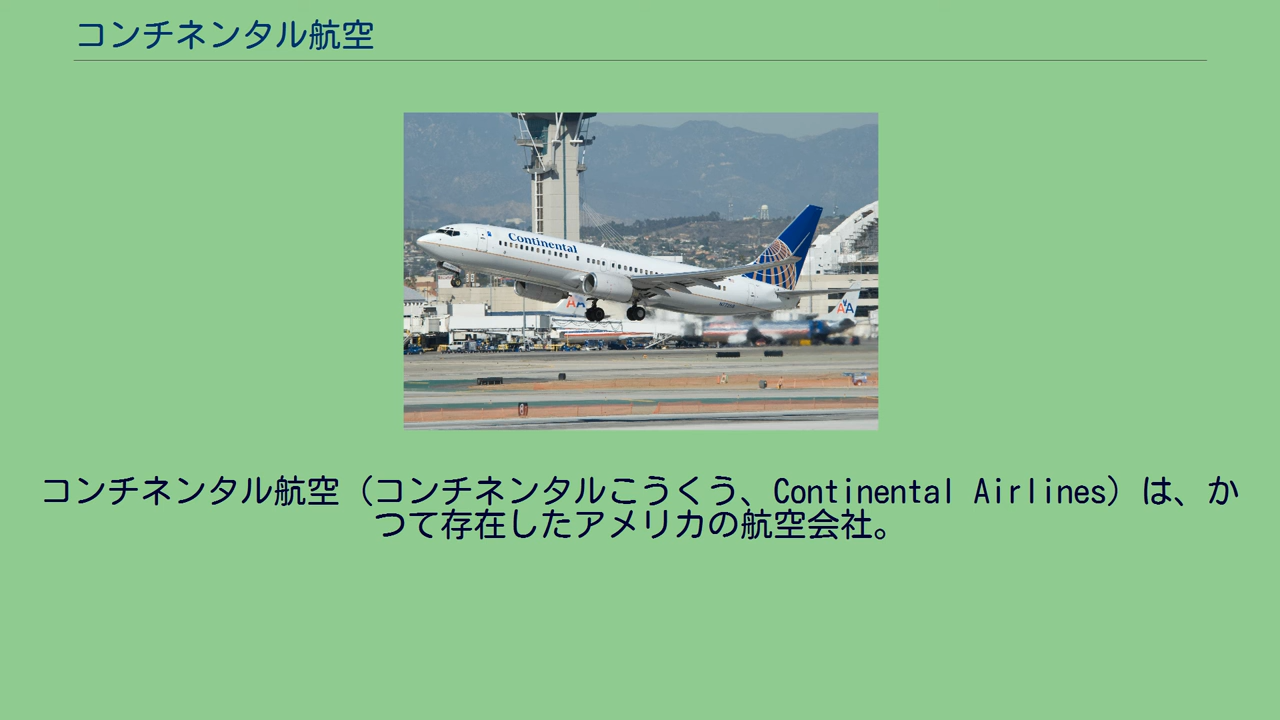 コンチネンタル航空
Continental
AA
AA
コンチネンタル航空（コンチネンタルこうくう、Continental Airlines）は、か
つて存在したアメリカの航空会社。